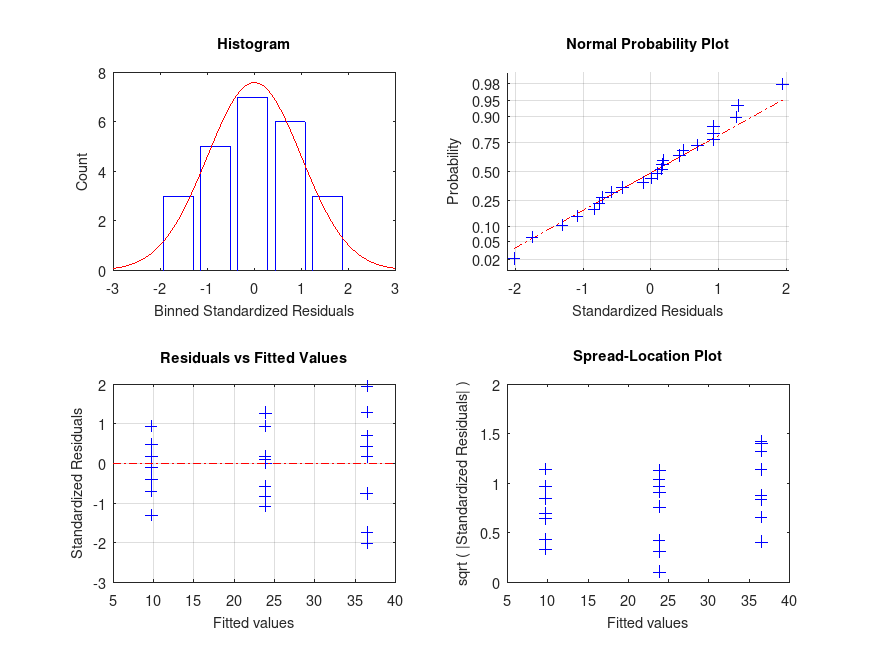 Histogram
Normal Probability Plot
8
6
4
2
0
Count
-3 -2 -1 0 1 2 3
Binned Standardized Residuals
0.98
0.95
0.90
0.75
0.50
0.25
0.10
0.05
0.02
Probability
-2 -1 0 1 2
Standardized Residuals
Residuals vs Fitted Values
Spread-Location Plot
2
1
0
-1
-2
-3
Standardized Residuals
5 10 15 20 25 30 35 40
Fitted values
2
1.5
1
0.5
0
sqrt ( |Standardized Residuals| )
5 10 15 20 25 30 35 40
Fitted values